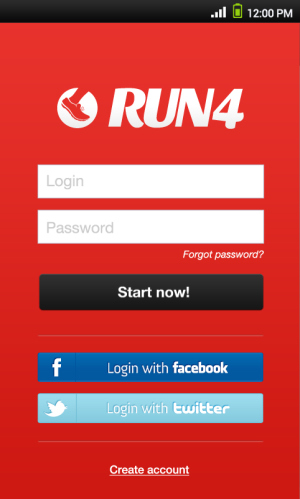 12:00 PM
RUN4
Login
Password
Forgot password?
Start now!
f Login with facebook
Login with twitter
Create account